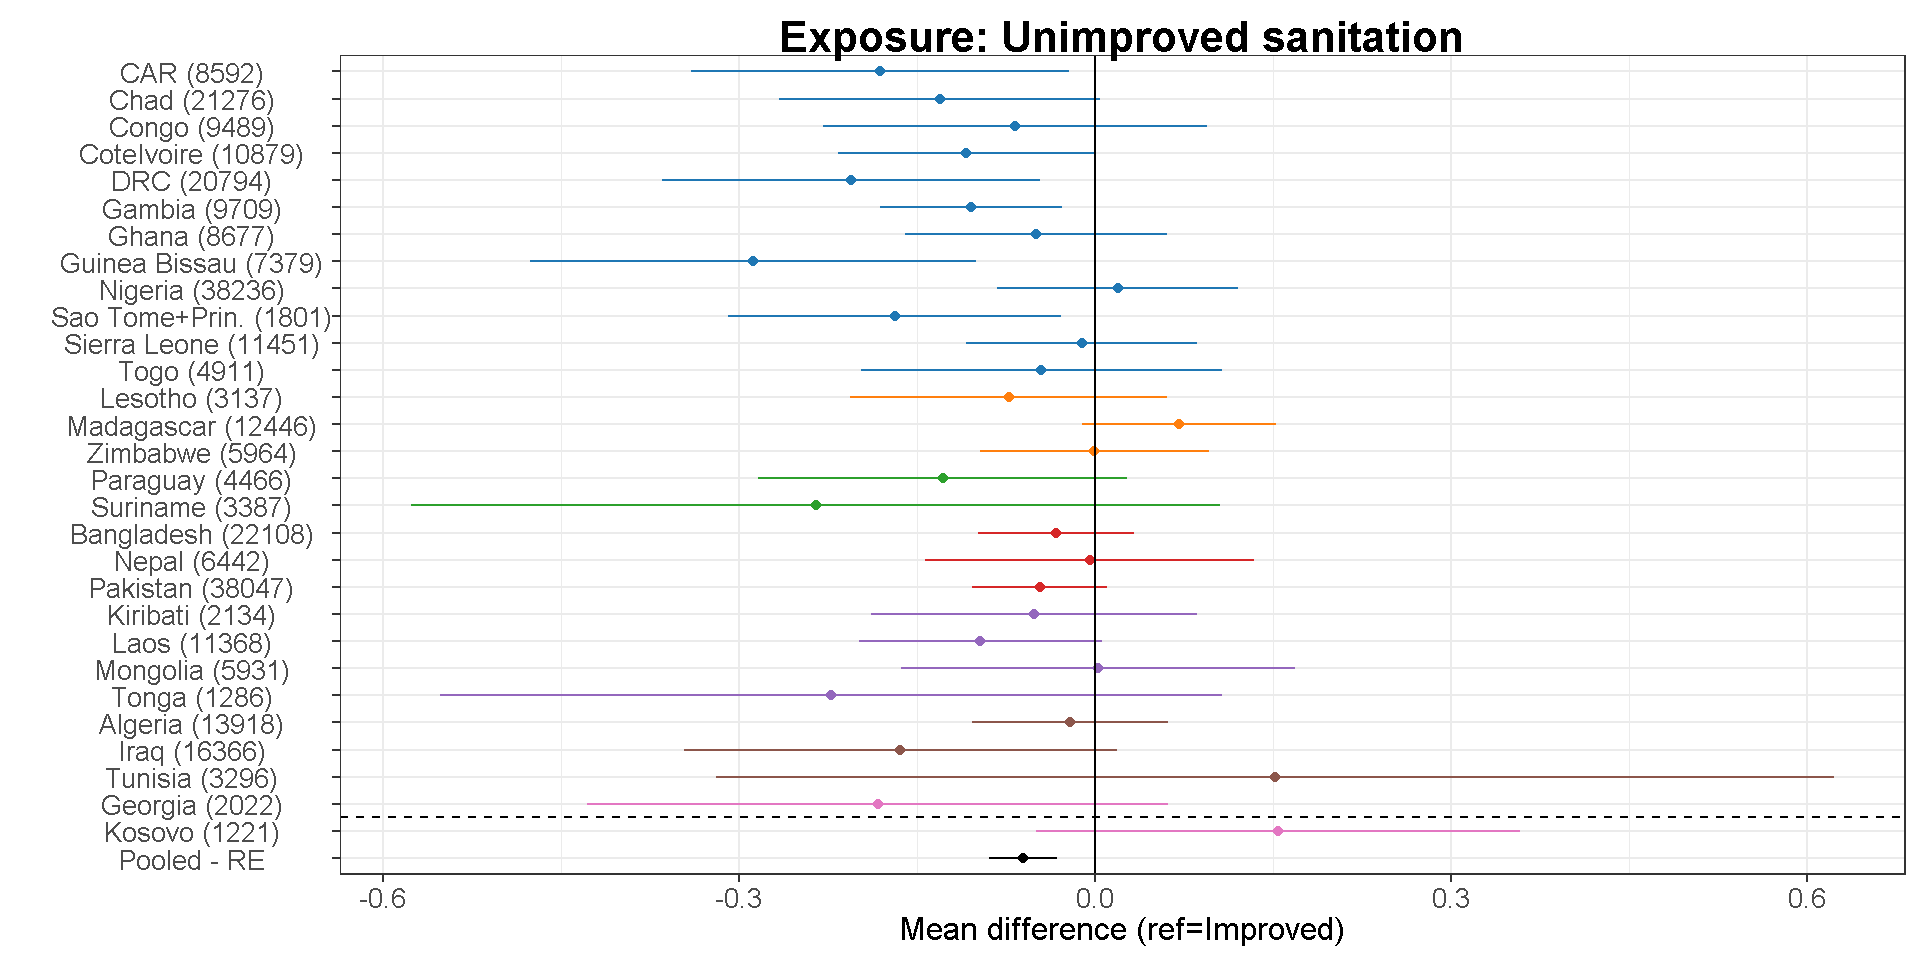 Exposure: Unimproved sanitation
CAR (8592)
Chad (21276)
Congo (9489)
CoteIvoire (10879)
DRC (20794)
Gambia (9709)
Ghana (8677)
Guinea Bissau (7379)
Nigeria (38236)
Sao Tome+Prin. (1801)
Sierra Leone (11451)
Togo (4911)
Lesotho (3137)
Madagascar (12446)
Zimbabwe (5964)
Paraguay (4466)
Suriname (3387)
Bangladesh (22108)
Nepal (6442)
Pakistan (38047)
Kiribati (2134)
Laos (11368)
Mongolia (5931)
Tonga (1286)
Algeria (13918)
Iraq (16366)
Tunisia (3296)
Georgia (2022)
Kosovo (1221)
Pooled - RE
-0.6 -0.3 0.0 0.3 0.6
Mean difference (ref=Improved)